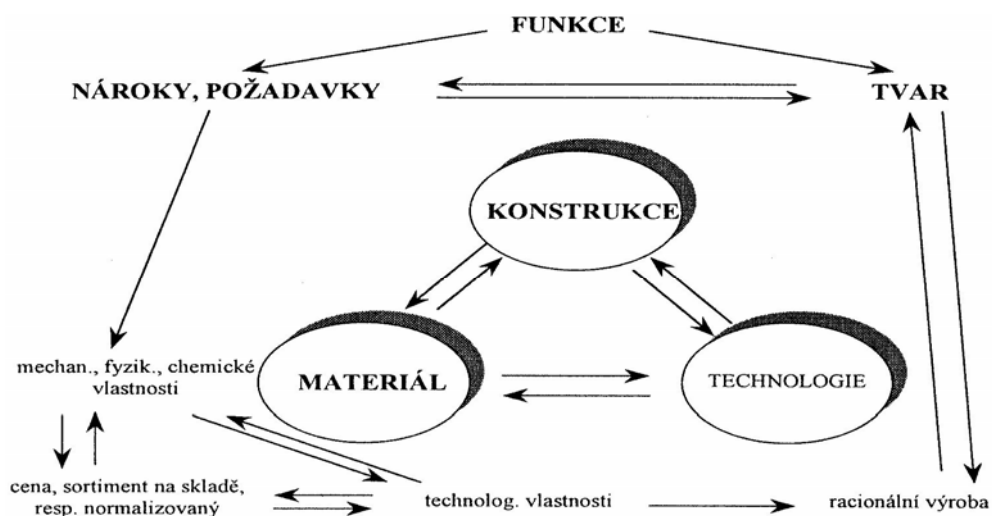 FUNKCE
NÁROKY, POŽADAVKY
TVAR
KONSTRUKCE
mechan., fyzik., chemické
vlastnosti
MATERIÁL
TECHNOLOGIE
cena, sortiment na skladě,
resp. normalizovaný
technolog. vlastnosti
racionální výroba